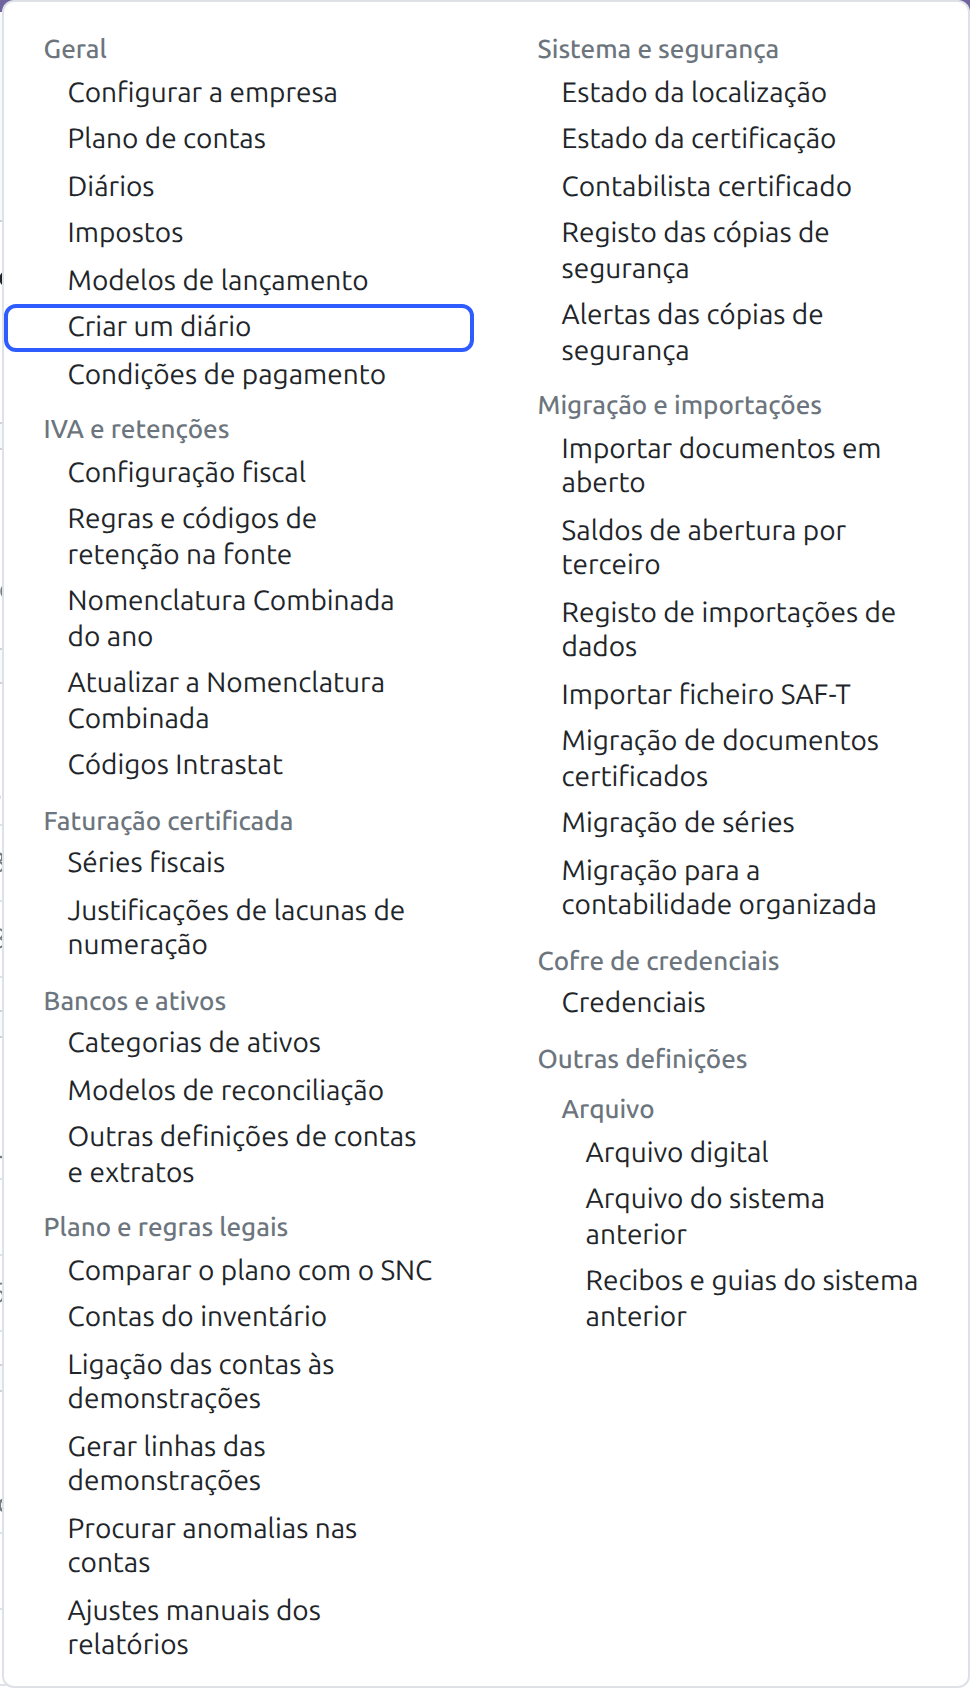 Geral
Configurar a empresa
Plano de contas
Diários
Impostos
Modelos de lançamento
Criar um diário
Condições de pagamento
IVA e retenções
Configuração fiscal
Regras e códigos de
retenção na fonte
Nomenclatura Combinada
do ano
Atualizar a Nomenclatura
Combinada
Códigos Intrastat
Faturação certificada
Séries fiscais
Justificações de lacunas de
numeração
Bancos e ativos
Categorias de ativos
Modelos de reconciliação
Outras definições de contas
e extratos
Plano e regras legais
Comparar o plano com o SNC
Contas do inventário
Ligação das contas às
demonstrações
Gerar linhas das
demonstrações
Procurar anomalias nas
contas
Ajustes manuais dos
relatórios
Sistema e segurança
Estado da localização
Estado da certificação
Contabilista certificado
Registo das cópias de
segurança
Alertas das cópias de
segurança
Migração e importações
Importar documentos em
aberto
Saldos de abertura por
terceiro
Registo de importações de
dados
Importar ficheiro SAF-T
Migração de documentos
certificados
Migração de séries
Migração para a
contabilidade organizada
Cofre de credenciais
Credenciais
Outras definições
Arquivo
Arquivo digital
Arquivo do sistema
anterior
Recibos e guias do sistema
anterior